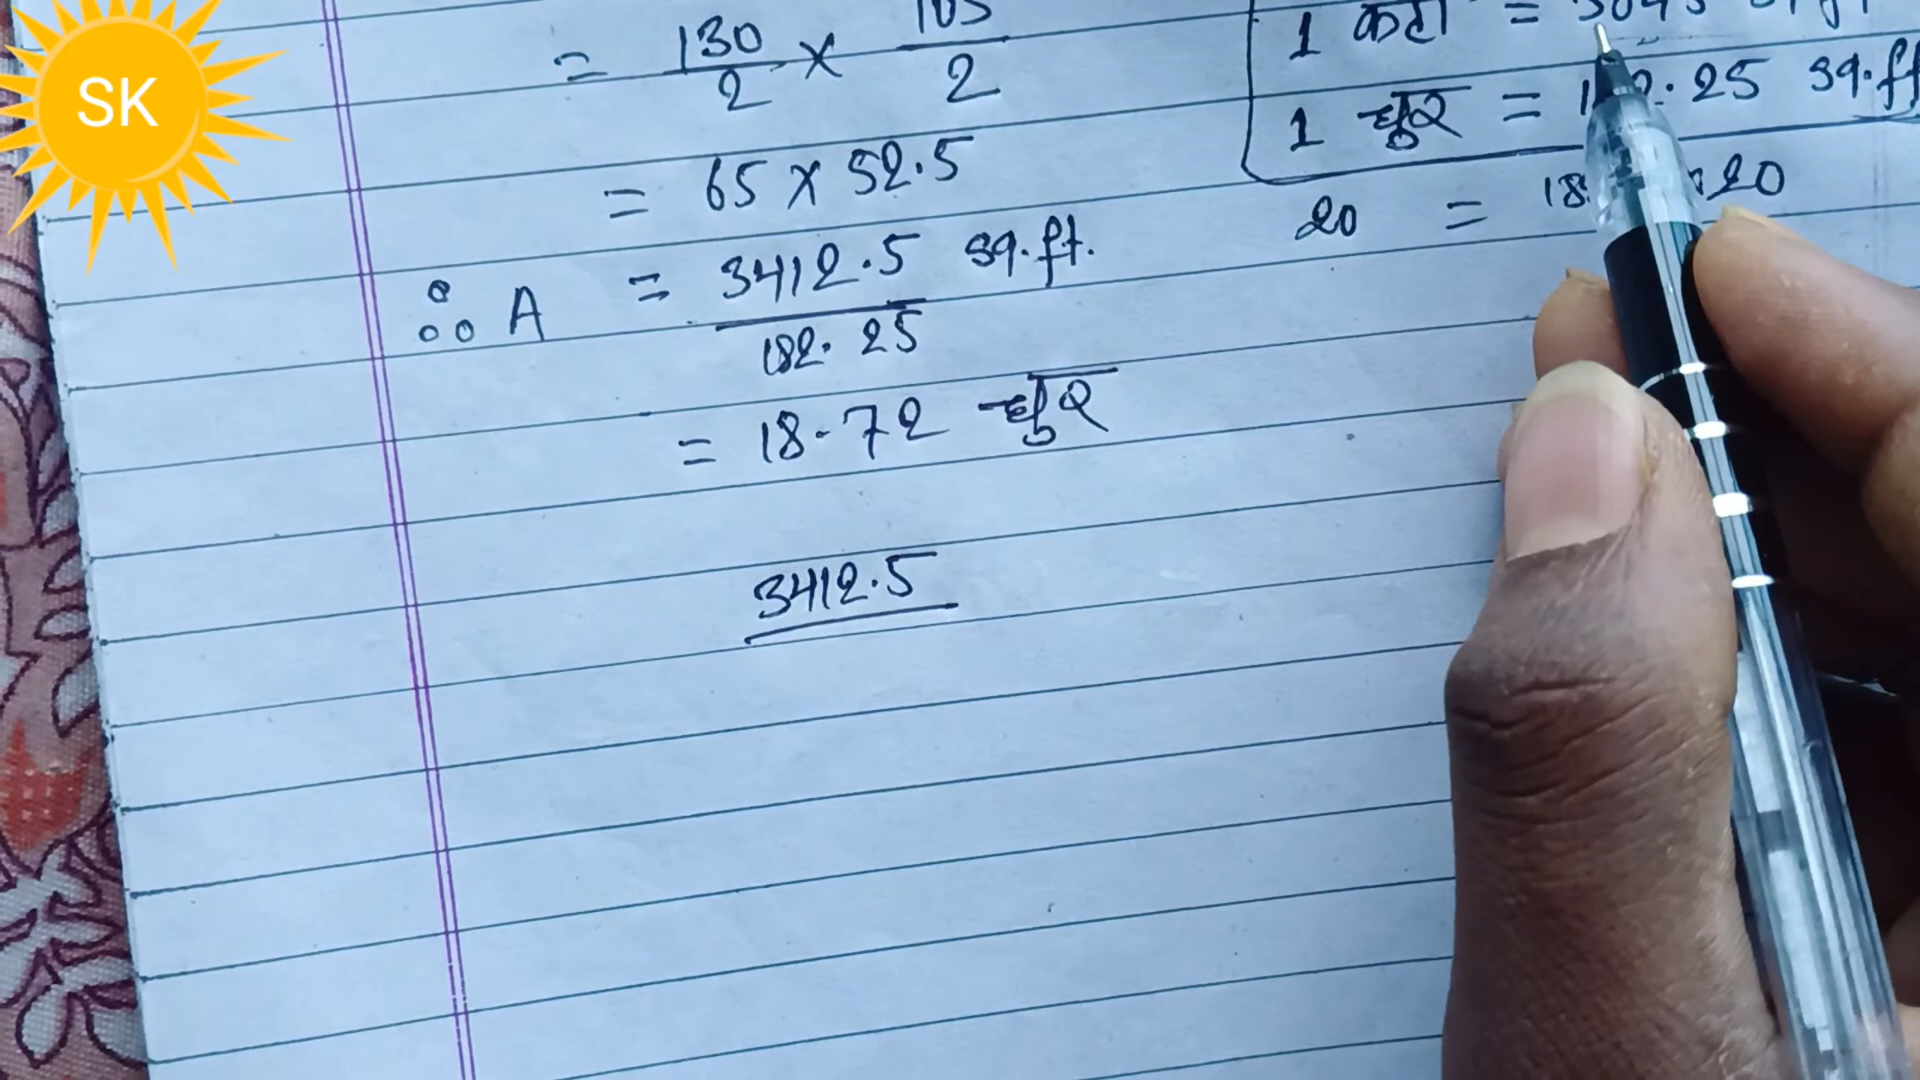 SK
= 130/2 × 105/2
= 65 × 52.5
∴ A = 3412.5 sq.ft.
182.25
= 18.72 धुर
3412.5
1 कट्ठा =
1 धुर = 25 sq.ft
20 = 20